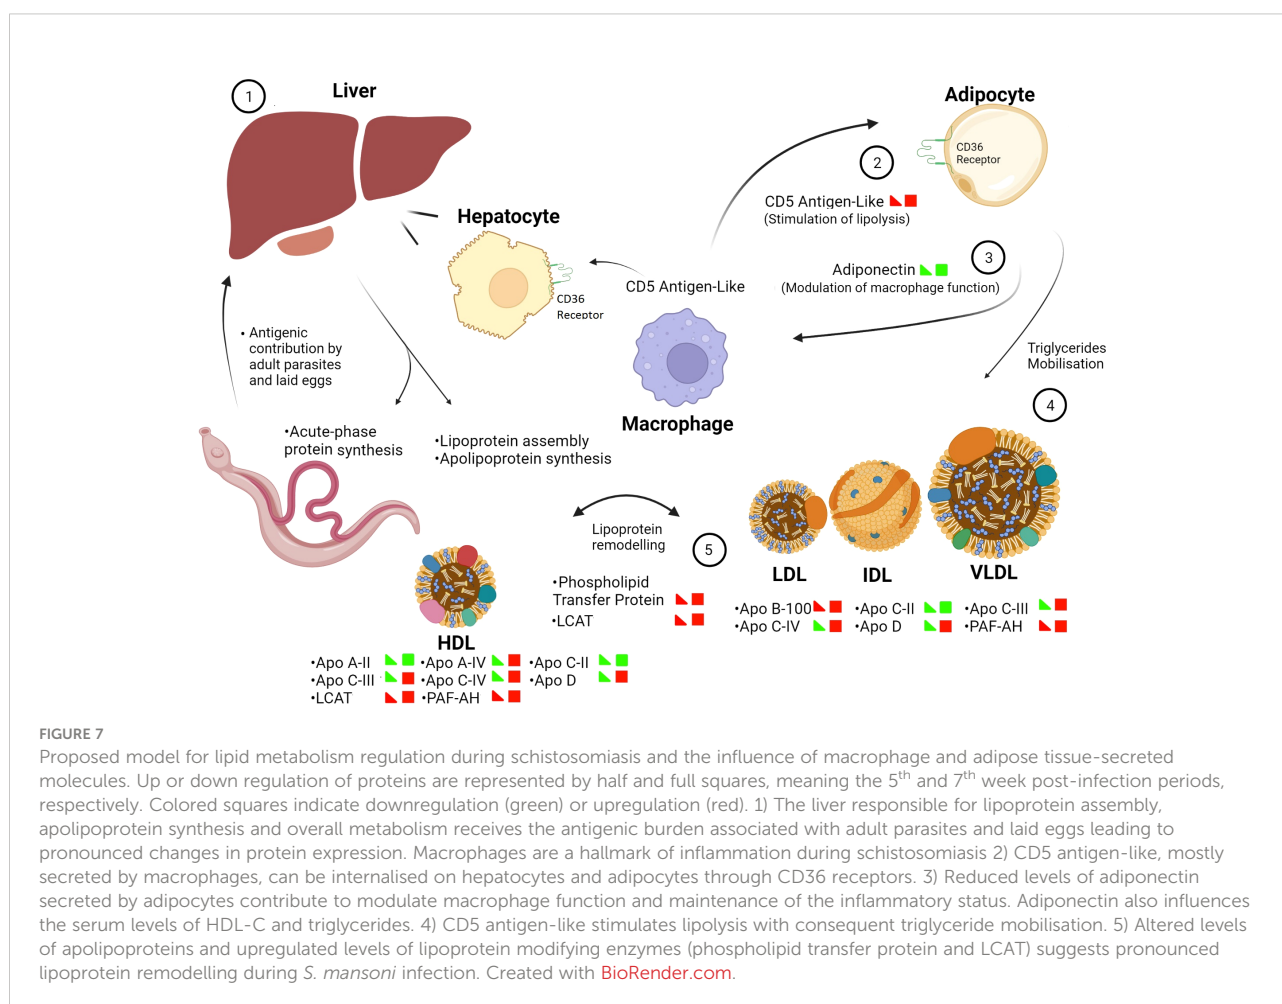 1
Liver
Adipocyte
CD36
Receptor
2
CD5 Antigen-Like
(Stimulation of lipolysis)
Hepatocyte
3
Adiponectin
(Modulation of macrophage function)
CD5 Antigen-Like
CD36
Receptor
• Antigenic
contribution by
adult parasites
and laid eggs
Triglycerides
Mobilisation
4
Macrophage
•Acute-phase
protein synthesis
•Lipoprotein assembly
•Apolipoprotein synthesis
Lipoprotein
remodelling
5
•Phospholipid
Transfer Protein
•LCAT
LDL
IDL
VLDL
•Apo B-100 •Apo C-II •Apo C-III
•Apo C-IV •Apo D •PAF-AH
HDL
•Apo A-II •Apo A-IV •Apo C-II
•Apo C-III •Apo C-IV •Apo D
•LCAT •PAF-AH
FIGURE 7
Proposed model for lipid metabolism regulation during schistosomiasis and the influence of macrophage and adipose tissue-secreted
molecules. Up or down regulation of proteins are represented by half and full squares, meaning the 5th and 7th week post-infection periods,
respectively. Colored squares indicate downregulation (green) or upregulation (red). 1) The liver responsible for lipoprotein assembly,
apolipoprotein synthesis and overall metabolism receives the antigenic burden associated with adult parasites and laid eggs leading to
pronounced changes in protein expression. Macrophages are a hallmark of inflammation during schistosomiasis 2) CD5 antigen-like, mostly
secreted by macrophages, can be internalised on hepatocytes and adipocytes through CD36 receptors. 3) Reduced levels of adiponectin
secreted by adipocytes contribute to modulate macrophage function and maintenance of the inflammatory status. Adiponectin also influences
the serum levels of HDL-C and triglycerides. 4) CD5 antigen-like stimulates lipolysis with consequent triglyceride mobilisation. 5) Altered levels
of apolipoproteins and upregulated levels of lipoprotein modifying enzymes (phospholipid transfer protein and LCAT) suggests pronounced
lipoprotein remodelling during S. mansoni infection. Created with BioRender.com.